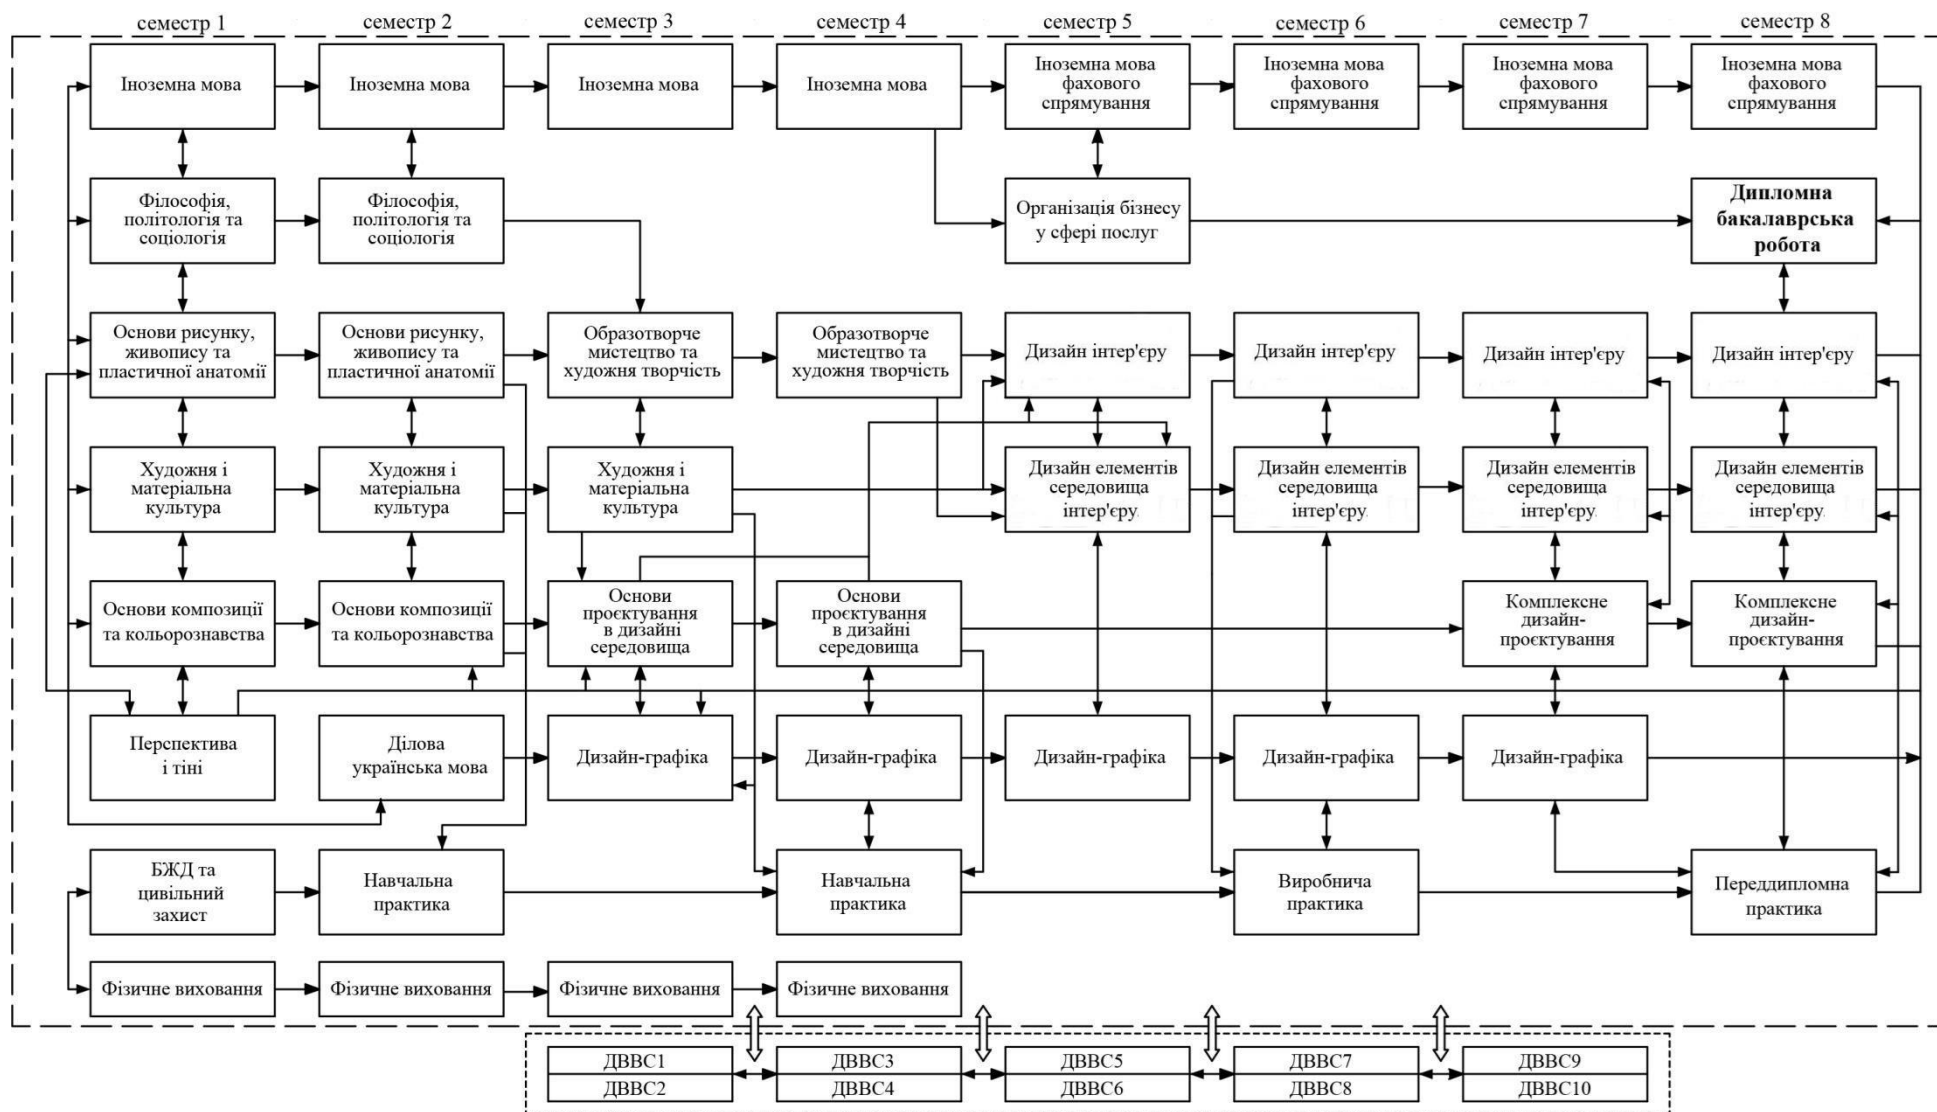 семестр 1
семестр 2
семестр 3
семестр 4
семестр 5
семестр 6
семестр 7
семестр 8
Іноземна мова
Іноземна мова
Іноземна мова
Іноземна мова
Іноземна мова
фахового
спрямування
Іноземна мова
фахового
спрямування
Іноземна мова
фахового
спрямування
Іноземна мова
фахового
спрямування
Філософія,
політологія та
соціологія
Філософія,
політологія та
соціологія
Організація бізнесу
у сфері послуг
Дипломна
бакалаврська
робота
Основи рисунку,
живопису та
пластичної анатомії
Основи рисунку,
живопису та
пластичної анатомії
Образотворче
мистецтво та
художня творчість
Образотворче
мистецтво та
художня творчість
Дизайн інтер'єру
Дизайн інтер'єру
Дизайн інтер'єру
Дизайн інтер'єру
Художня і
матеріальна
культура
Художня і
матеріальна
культура
Художня і
матеріальна
культура
Дизайн елементів
середовища
інтер'єру
Дизайн елементів
середовища
інтер'єру
Дизайн елементів
середовища
інтер'єру
Дизайн елементів
середовища
інтер'єру
Основи композиції
та кольорознавства
Основи композиції
та кольорознавства
Основи
проєктування
в дизайні
середовища
Основи
проєктування
в дизайні
середовища
Комплексне
дизайн-
проєктування
Комплексне
дизайн-
проєктування
Перспектива
і тіні
Ділова
українська мова
Дизайн-графіка
Дизайн-графіка
Дизайн-графіка
Дизайн-графіка
Дизайн-графіка
БЖД та
цивільний
захист
Навчальна
практика
Навчальна
практика
Виробнича
практика
Переддипломна
практика
Фізичне виховання
Фізичне виховання
Фізичне виховання
Фізичне виховання
ДВВС1
ДВВС2
ДВВС3
ДВВС4
ДВВС5
ДВВС6
ДВВС7
ДВВС8
ДВВС9
ДВВС10